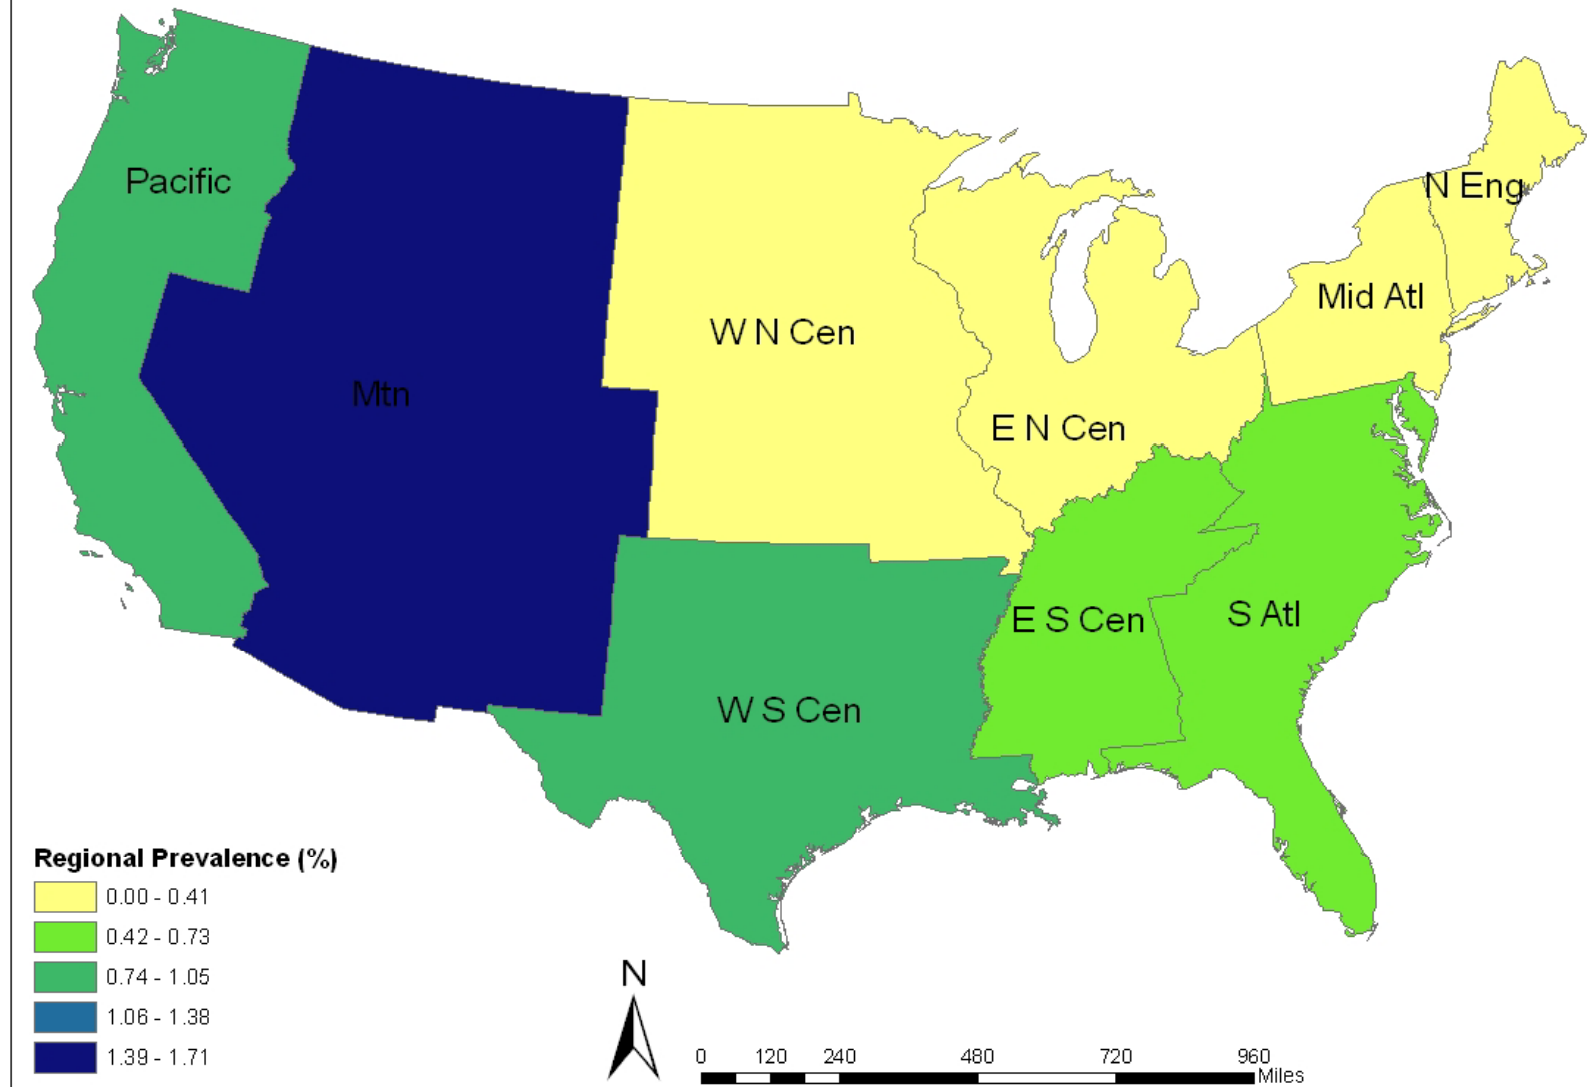 Pacific
N Eng
Mid Atl
W N Cen
Mtn
E N Cen
E S Cen
S Atl
W S Cen
Regional Prevalence (%)
0.00 - 0.41
0.42 - 0.73
0.74 - 1.05
1.06 - 1.38
1.39 - 1.71
N
0 120 240 480 720 960
Miles